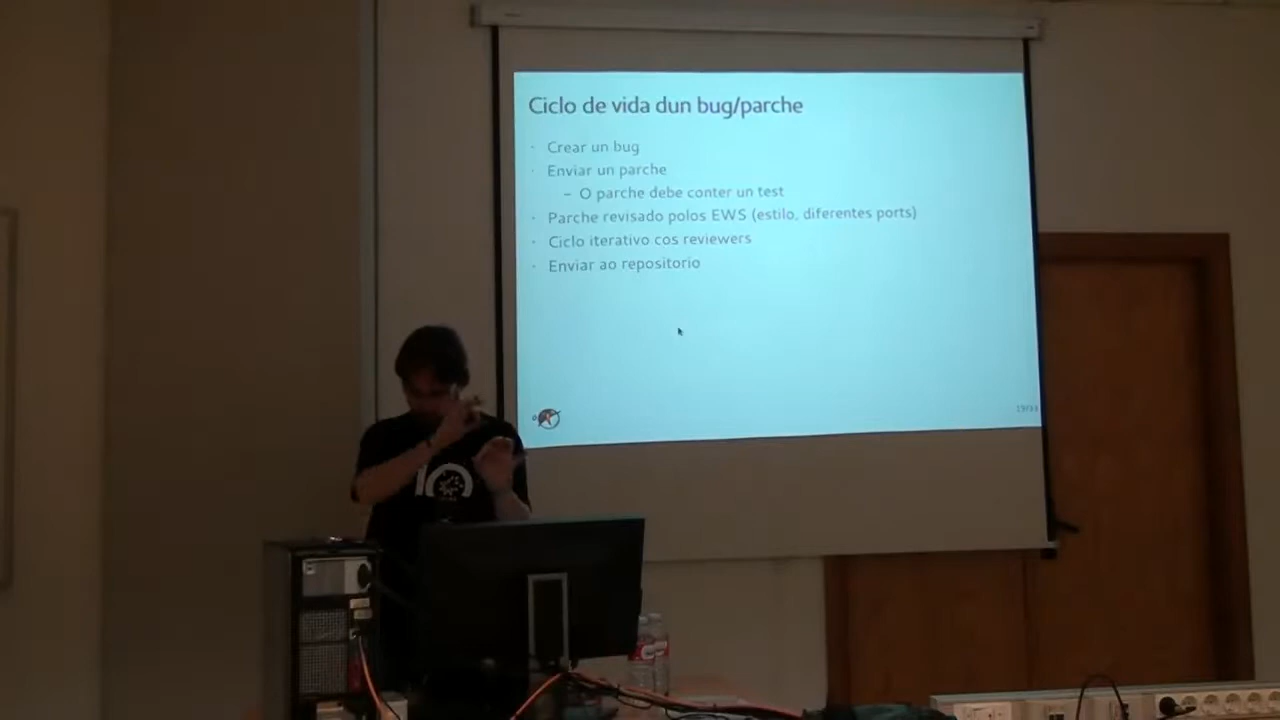 Ciclo de vida dun bug/parche
· Crear un bug
· Enviar un parche
– O parche debe conter un test
· Parche revisado polos EWS (estilo, diferentes ports)
· Ciclo iterativo cos reviewers
· Enviar ao repositorio
10